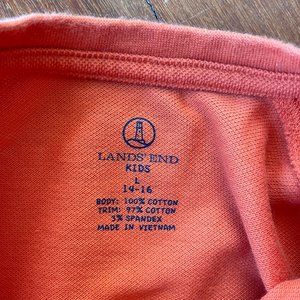 LANDS' END
KIDS
L
14-16
BODY: 100% COTTON
TRIM: 97% COTTON
3% SPANDEX
MADE IN VIETNAM